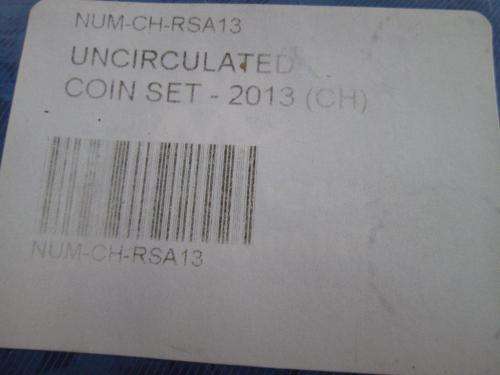 NUM-CH-RSA13
UNCIRCULATED
COIN SET - 2013 (CH)
NUM-CH-RSA13